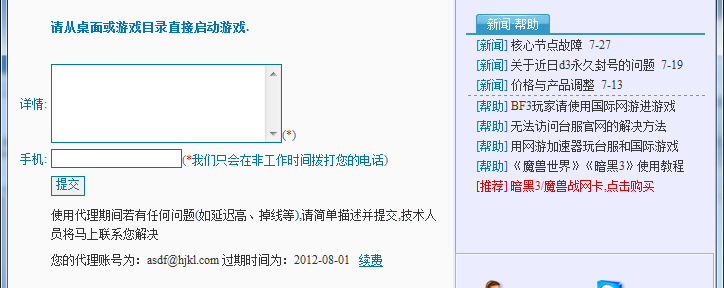 请从桌面或游戏目录直接启动游戏.
详情:
(*)
手机:
(*我们只会在非工作时间拨打您的电话)
提交
使用代理期间若有任何问题(如延迟高、掉线等),请简单描述并提交,技术人
员将马上联系您解决
您的代理账号为：asdf@hjkl.com 过期时间为：2012-08-01 续费
新闻·帮助
[新闻] 核心节点故障 7-27
[新闻] 关于近日d3永久封号的问题 7-19
[新闻] 价格与产品调整 7-13
[帮助] BF3玩家请使用国际网游进游戏
[帮助] 无法访问台服官网的解决方法
[帮助] 用网游加速器玩台服和国际游戏
[帮助] 《魔兽世界》《暗黑3》使用教程
[推荐] 暗黑3/魔兽战网卡,点击购买